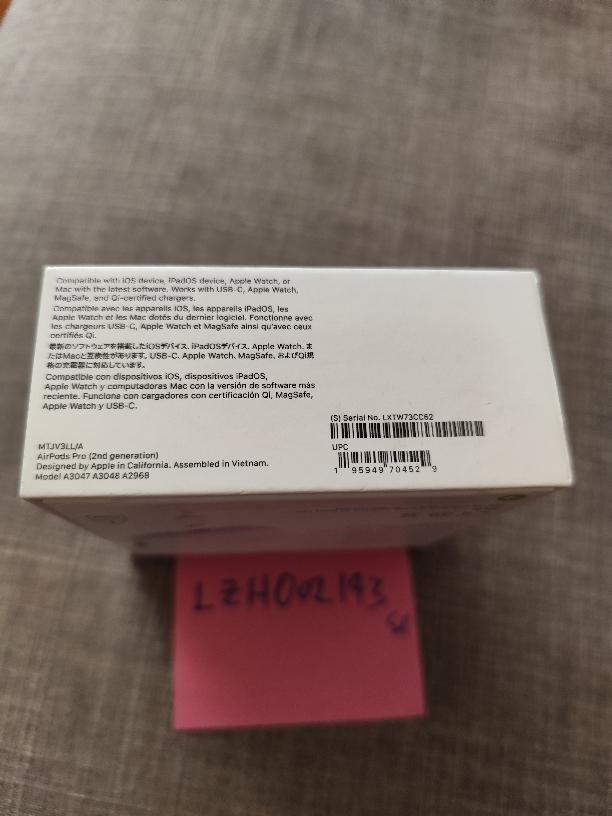 Compatible with iOS device, iPadOS device, Apple Watch, or
Mac with the latest software. Works with USB-C, Apple Watch,
MagSafe, and Qi-certified chargers.
Compatible avec les appareils iOS, les appareils iPadOS, les
Apple Watch et les Mac dotés du dernier logiciel. Fonctionne avec
les chargeurs USB-C, Apple Watch et MagSafe ainsi qu'avec ceux
certifiés Qi.
最新のソフトウェアを搭載したiOSデバイス、iPadOSデバイス、Apple Watch、ま
たはMacと互換性があります。USB-C、Apple Watch、MagSafe、およびQi規
格の充電器に対応しています。
Compatible con dispositivos iOS, dispositivos iPadOS,
Apple Watch y computadoras Mac con la versión de software más
reciente. Funciona con cargadores con certificación Qi, MagSafe,
Apple Watch y USB-C.
(S) Serial No. LXTW73CC62
UPC
1 95949 70452 9
MTJV3LL/A
AirPods Pro (2nd generation)
Designed by Apple in California. Assembled in Vietnam.
Model A3047 A3048 A2968
LZH002193